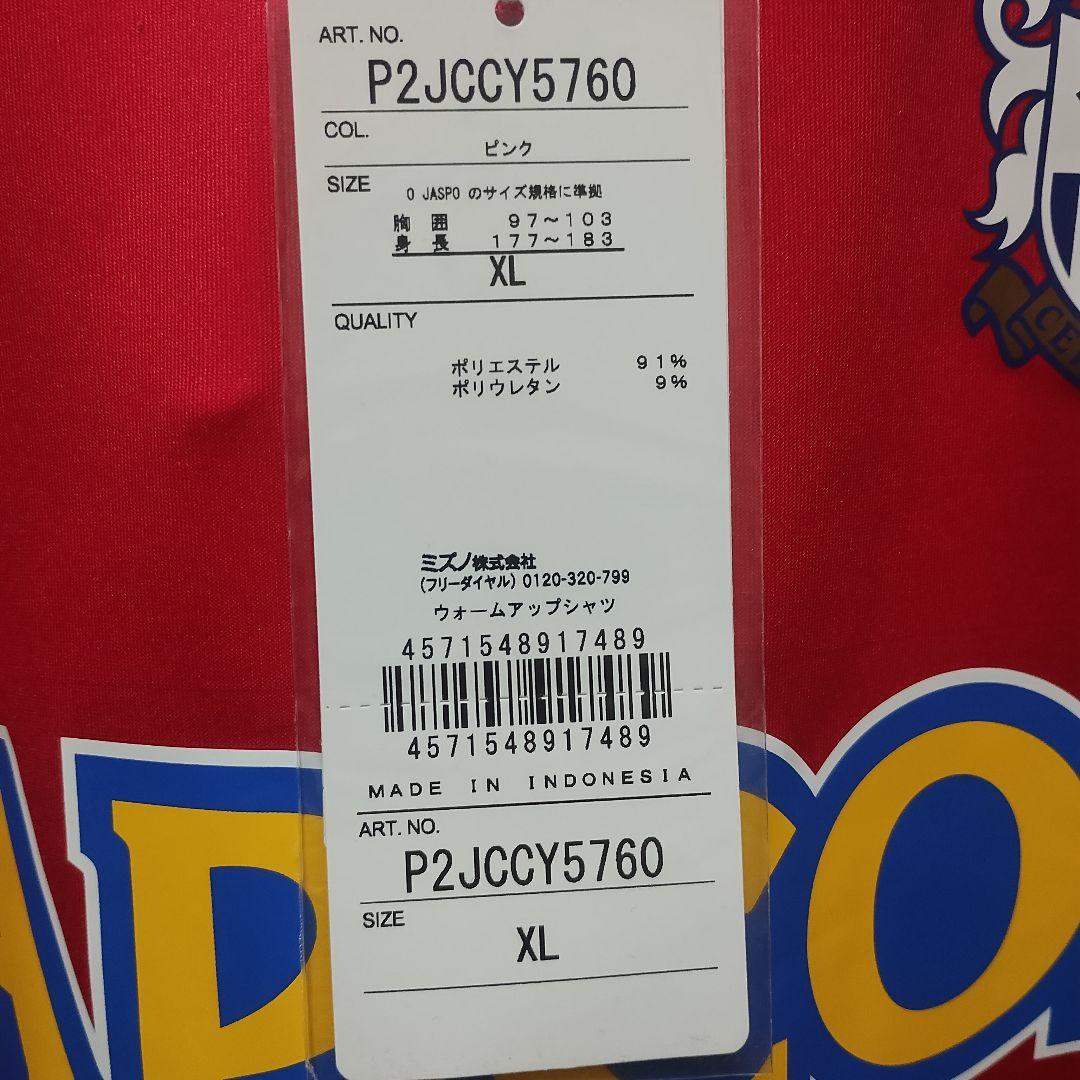 ART. NO.
P2JCCY5760
COL.
ピンク
SIZE
O JASPO のサイズ規格に準拠
胸 囲 97～103
身 長 177～183
XL
QUALITY
ポリエステル 91%
ポリウレタン 9%
ミズノ株式会社
(フリーダイヤル) 0120-320-799
ウォームアップシャツ
4571548917489
4571548917489
MADE IN INDONESIA
ART. NO.
P2JCCY5760
SIZE
XL
CE